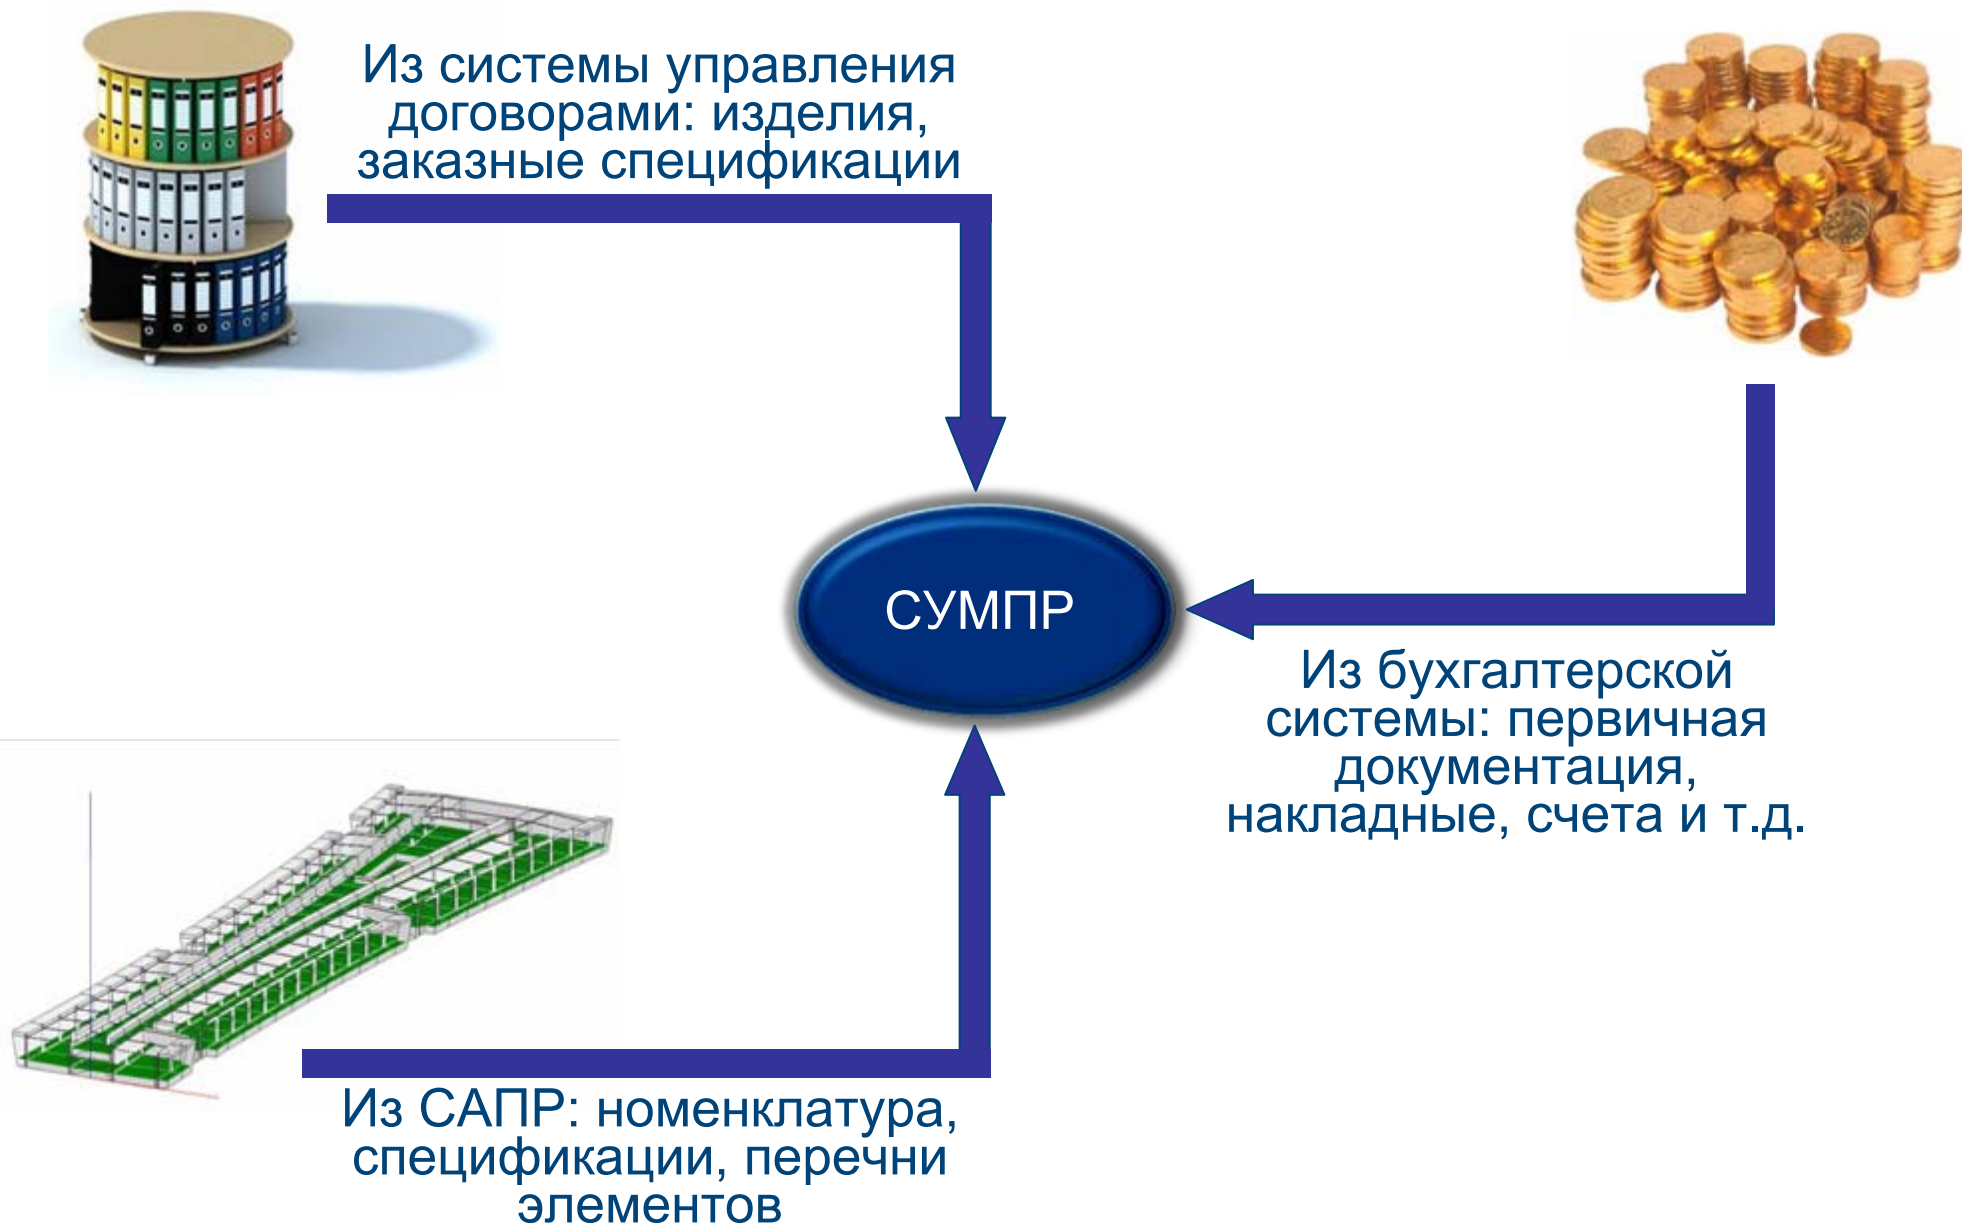 Из системы управления
договорами: изделия,
заказные спецификации
СУМПР
Из бухгалтерской
системы: первичная
документация,
накладные, счета и т.д.
Из САПР: номенклатура,
спецификации, перечни
элементов